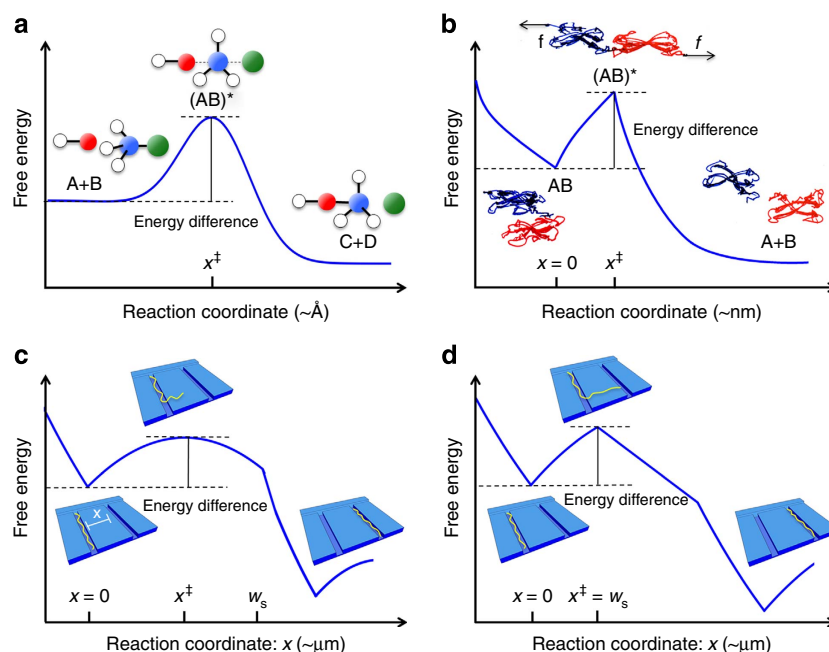 a
Free energy
A+B
(AB)*
Energy difference
C+D
x‡
Reaction coordinate (~Å)
b
Free energy
f
f
(AB)*
Energy difference
AB
A+B
x = 0
x‡
Reaction coordinate (~nm)
c
Free energy
x
Energy difference
x = 0
x‡
ws
Reaction coordinate: x (~μm)
d
Free energy
Energy difference
x = 0
x‡ = ws
Reaction coordinate: x (~μm)